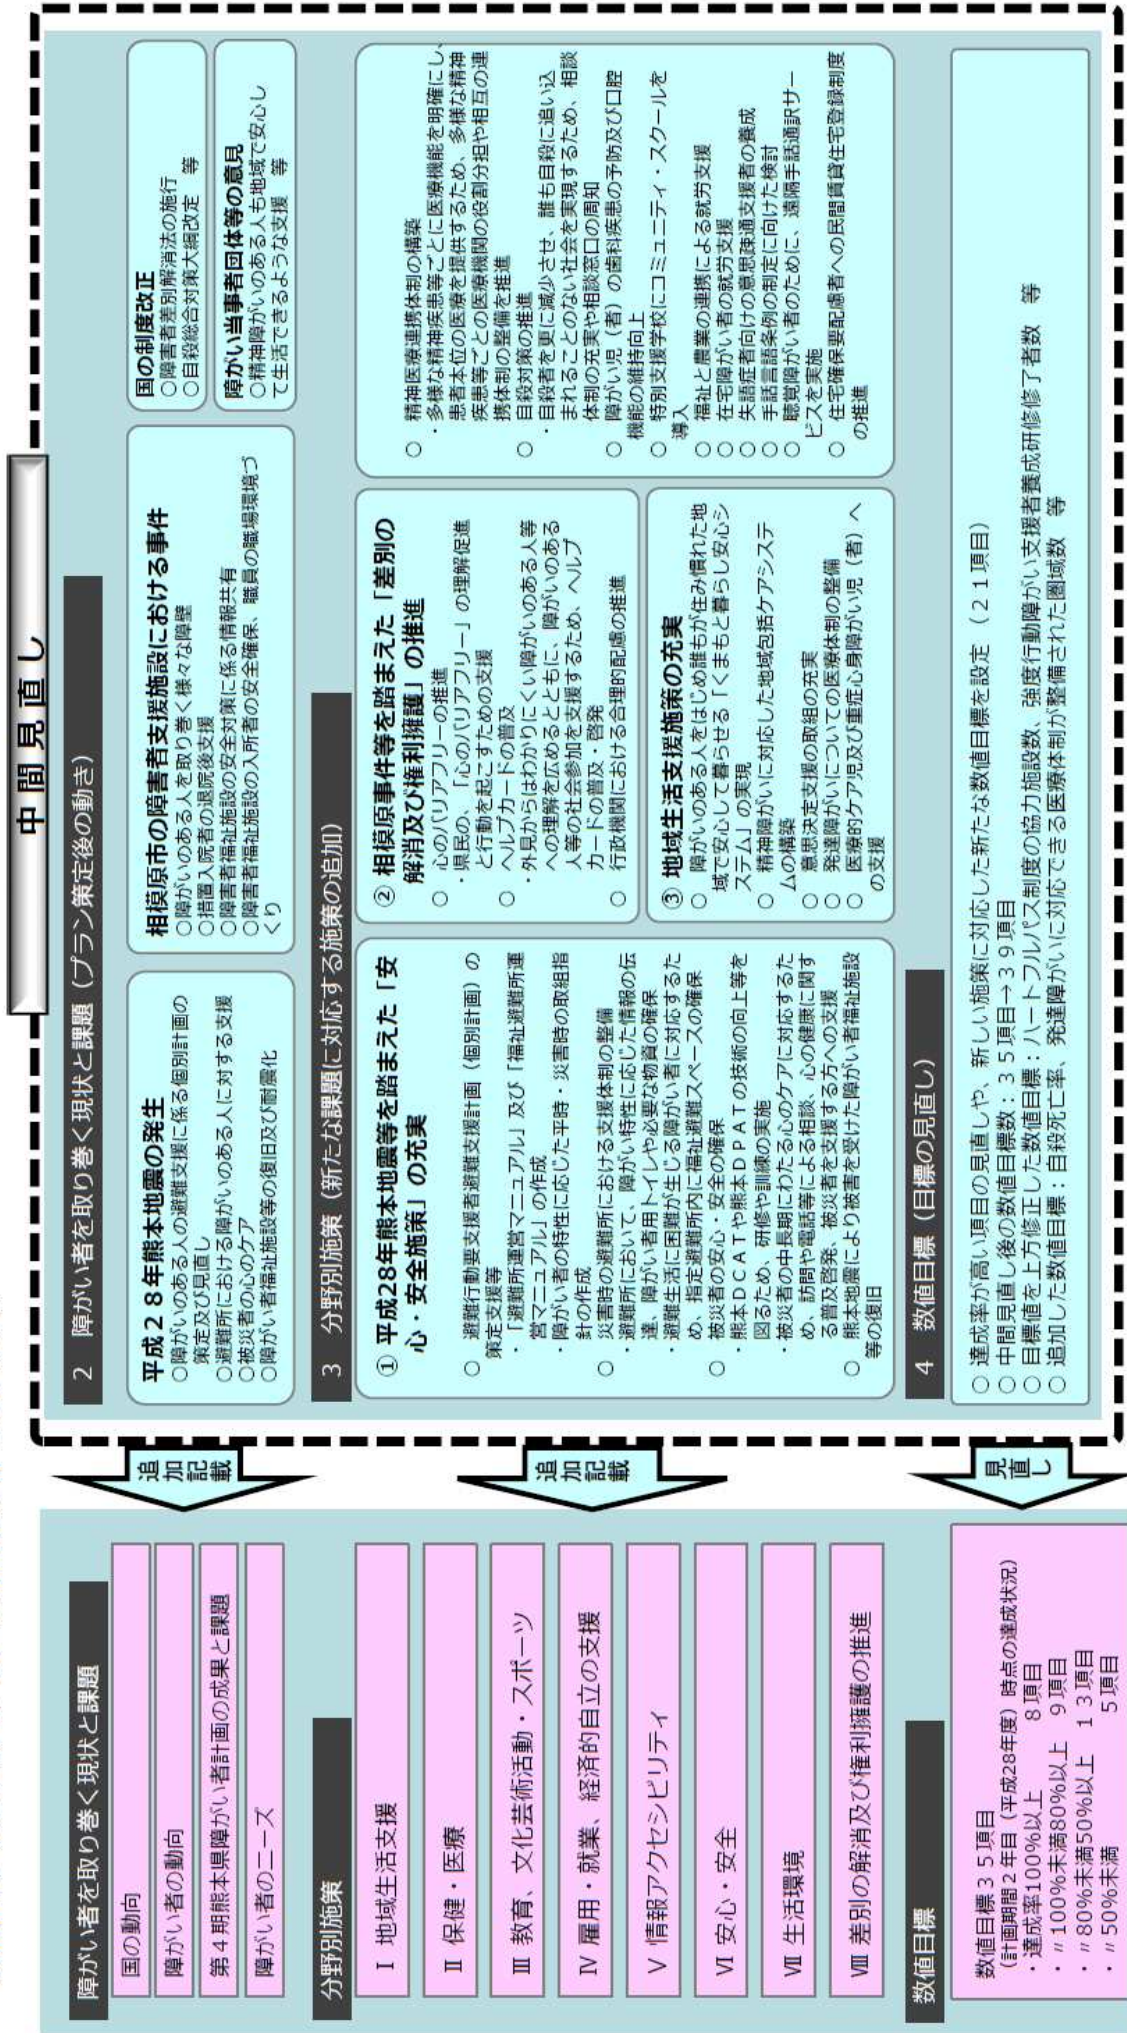 障がい者を取り巻く現状と課題
国の動向
障がい者の動向
第4期熊本県障がい者計画の成果と課題
障がい者のニーズ
分野別施策
Ⅰ 地域生活支援
Ⅱ 保健・医療
Ⅲ 教育、文化芸術活動・スポーツ
Ⅳ 雇用・就業、経済的自立の支援
Ⅴ 情報アクセシビリティ
Ⅵ 安心・安全
Ⅶ 生活環境
Ⅷ 差別の解消及び権利擁護の推進
数値目標
数値目標35項目
(計画期間2年目(平成28年度)時点の達成状況)
・達成率100%以上 8項目
・〃100%未満80%以上 9項目
・〃80%未満50%以上 13項目
・〃50%未満 5項目
追加記載
追加記載
見直し
中間見直し
2 障がい者を取り巻く現状と課題(プラン策定後の動き)
平成28年熊本地震の発生
○障がいのある人の避難支援に係る個別計画の
策定及び見直し
○避難所における障がいのある人に対する支援
○被災者の心のケア
○障がい者福祉施設等の復旧及び耐震化
相模原市の障害者支援施設における事件
○障がいのある人を取り巻く様々な障壁
○措置入院者の退院後支援
○障害者福祉施設の安全対策に係る情報共有
○障害者福祉施設の入所者の安全確保、職員の職場環境づ
くり
国の制度改正
○障害者差別解消法の施行
○自殺総合対策大綱改定 等
障がい当事者団体等の意見
○精神障がいのある人も地域で安心し
て生活できるような支援 等
3 分野別施策(新たな課題に対応する施策の追加)
① 平成28年熊本地震等を踏まえた「安
心・安全施策」の充実
○ 避難行動要支援者避難支援計画(個別計画)の
策定支援等
・「避難所運営マニュアル」及び「福祉避難所運
営マニュアル」の作成
・障がい者の特性に応じた平時・災害時の取組指
針の作成
○ 災害時の避難所における支援体制の整備
・避難所において、障がい特性に応じた情報の伝
達、障がい者用トイレや必要な物資の確保
・避難生活に困難が生じる障がい者に対応するた
め、指定避難所内に福祉避難スペースの確保
○ 被災者の安心・安全の確保
・熊本DCATや熊本DPATの技術の向上等を
図るため、研修や訓練の実施
・被災者の中長期にわたる心のケアに対応するた
め、訪問や電話等による相談、心の健康に関す
る普及啓発、被災者を支援する方への支援
○ 熊本地震により被害を受けた障がい者福祉施設
等の復旧
② 相模原事件等を踏まえた「差別の
解消及び権利擁護」の推進
○ 心のバリアフリーの推進
・県民の、「心のバリアフリー」の理解促進
と行動を起こすための支援
○ ヘルプカードの普及
・外見からはわかりにくい障がいのある人等
への理解を広めるとともに、障がいのある
人等の社会参加を支援するため、ヘルプ
カードの普及・啓発
○ 行政機関における合理的配慮の推進
③ 地域生活支援施策の充実
○ 障がいのある人をはじめ誰もが住み慣れた地
域で安心して暮らせる「くまもと暮らし安心シ
ステム」の実現
○ 精神障がいに対応した地域包括ケアシステ
ムの構築
○ 意思決定支援の取組の充実
○ 発達障がいについての医療体制の整備
○ 医療的ケア児及び重症心身障がい児(者)へ
の支援
○ 精神医療連携体制の構築
・多様な精神疾患等ごとに医療機能を明確にし、
患者本位の医療を提供するため、多様な精神
疾患等ごとの医療機関の役割分担や相互の連
携体制の整備を推進
○ 自殺対策の推進
・自殺者を更に減少させ、誰も自殺に追い込
まれることのない社会を実現するため、相談
体制の充実や相談窓口の周知
○ 障がい児(者)の歯科疾患の予防及び口腔
機能の維持向上
○ 特別支援学校にコミュニティ・スクールを
導入
○ 福祉と農業の連携による就労支援
○ 在宅障がい者の就労支援
○ 失語症者向けの意思疎通支援者の養成
○ 手話言語条例の制定に向けた検討
○ 聴覚障がい者のために、遠隔手話通訳サー
ビスを実施
○ 住宅確保要配慮者への民間賃貸住宅登録制度
の推進
4 数値目標(目標の見直し)
○ 達成率が高い項目の見直しや、新しい施策に対応した新たな数値目標を設定(21項目)
○ 中間見直し後の数値目標数:35項目→39項目
○ 目標値を上方修正した数値目標:ハートフルパス制度の協力施設数、強度行動障がい支援者養成研修修了者数 等
○ 追加した数値目標:自殺死亡率、発達障がいに対応できる医療体制が整備された圏域数 等